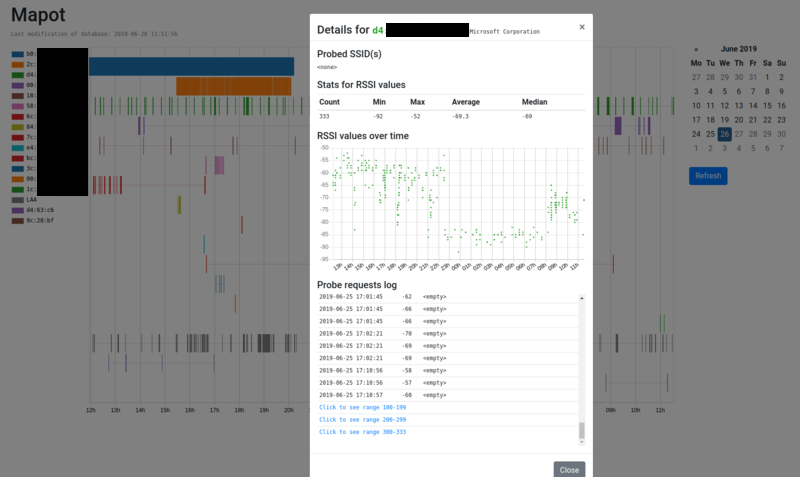 Mapot
Last modification of database: 2019-06-26 11:51:56
b0:
2c:
d4:
00:
18:
58:
6c:
84:
7c:
e4:
bc:
3c:
00:
1c:
LAA
d4:63:c6
9c:28:bf
12h 13h 14h 15h 16h 17h 18h 19h 20h
09h 10h 11h
Details for d4 Microsoft Corporation
×
Probed SSID(s)
<none>
Stats for RSSI values
Count Min Max Average Median
333 -92 -52 -69.3 -69
RSSI values over time
-50
-55
-60
-65
-70
-75
-80
-85
-90
-95
13h 14h 15h 16h 17h 18h 19h 20h 21h 22h 23h 00h 01h 02h 03h 04h 05h 06h 07h 08h 09h 10h 11h
Probe requests log
2019-06-25 17:01:45 -62 <empty>
2019-06-25 17:01:45 -66 <empty>
2019-06-25 17:01:45 -66 <empty>
2019-06-25 17:02:21 -70 <empty>
2019-06-25 17:02:21 -69 <empty>
2019-06-25 17:02:21 -69 <empty>
2019-06-25 17:10:56 -58 <empty>
2019-06-25 17:10:56 -57 <empty>
2019-06-25 17:10:57 -60 <empty>
Click to see range 100-199
Click to see range 200-299
Click to see range 300-333
Close
« June 2019
Mo Tu We Th Fr Sa Su
27 28 29 30 31 1 2
3 4 5 6 7 8 9
10 11 12 13 14 15 16
17 18 19 20 21 22 23
24 25 26 27 28 29 30
1 2 3 4 5 6 7
Refresh